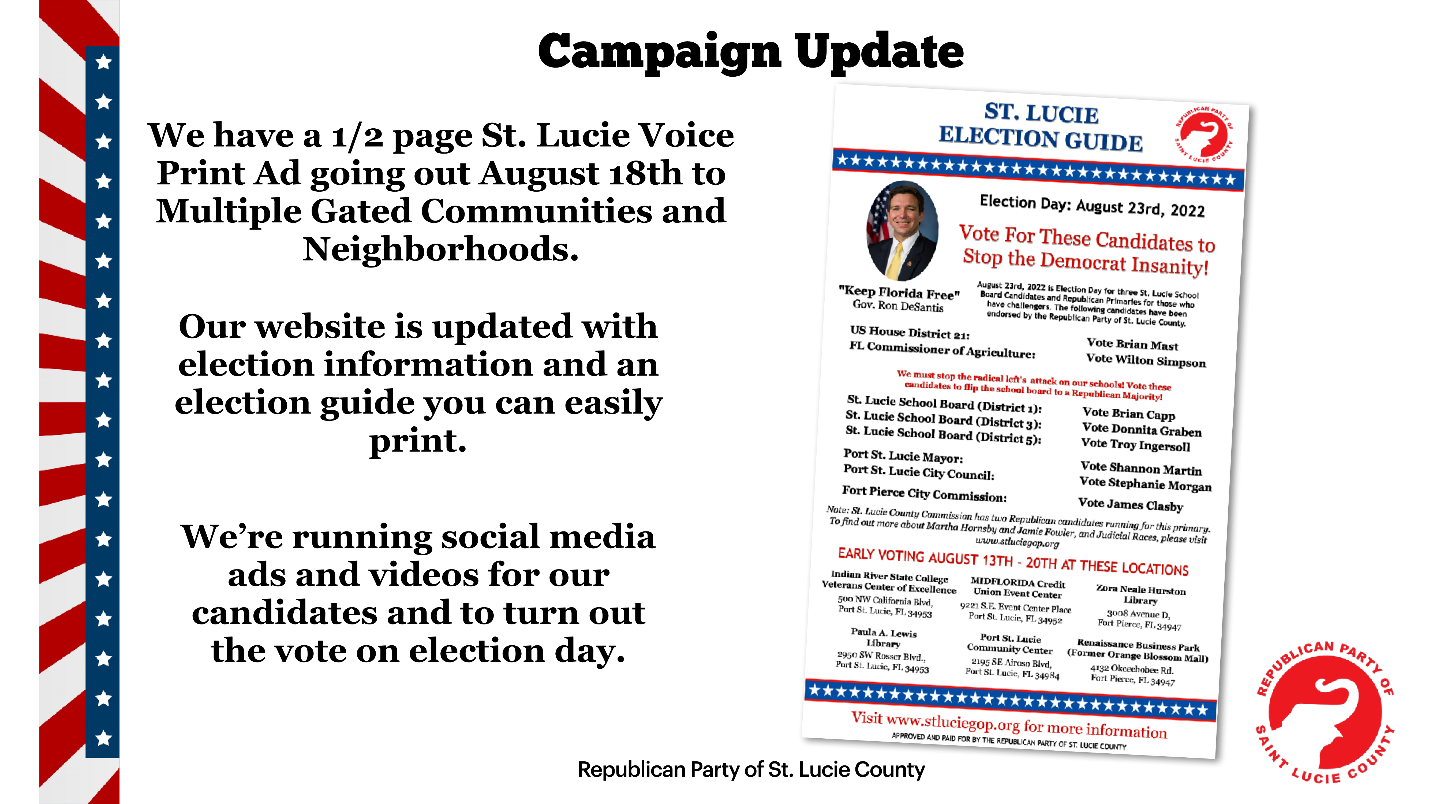 Campaign Update
We have a 1/2 page St. Lucie Voice
Print Ad going out August 18th to
Multiple Gated Communities and
Neighborhoods.
Our website is updated with
election information and an
election guide you can easily
print.
We're running social media
ads and videos for our
candidates and to turn out
the vote on election day.
ST. LUCIE
ELECTION GUIDE
REPUBLICAN PARTY OF
SAINT LUCIE COUNTY
Election Day: August 23rd, 2022
Vote For These Candidates to
Stop the Democrat Insanity!
"Keep Florida Free"
Gov. Ron DeSantis
August 23rd, 2022 is Election Day for three St. Lucie School
Board Candidates and Republican Primaries for those who
have challengers. The following candidates have been
endorsed by the Republican Party of St. Lucie County.
US House District 21: Vote Brian Mast
FL Commissioner of Agriculture: Vote Wilton Simpson
We must stop the radical left's attack on our schools! Vote these
candidates to flip the school board to a Republican Majority!
St. Lucie School Board (District 1): Vote Brian Capp
St. Lucie School Board (District 3): Vote Donnita Graben
St. Lucie School Board (District 5): Vote Troy Ingersoll
Port St. Lucie Mayor: Vote Shannon Martin
Port St. Lucie City Council: Vote Stephanie Morgan
Fort Pierce City Commission: Vote James Clasby
Note: St. Lucie County Commission has two Republican candidates running for this primary.
To find out more about Martha Hornsby and Jamie Fowler, and Judicial Races, please visit
www.stluciegop.org
EARLY VOTING AUGUST 13TH - 20TH AT THESE LOCATIONS
Indian River State College
Veterans Center of Excellence
500 NW California Blvd,
Port St. Lucie, FL 34953
MIDFLORIDA Credit
Union Event Center
9221 S.E. Event Center Place
Port St. Lucie, FL 34952
Zora Neale Hurston
Library
3008 Avenue D,
Fort Pierce, FL 34947
Paula A. Lewis
Library
2950 SW Rosser Blvd.,
Port St. Lucie, FL 34953
Port St. Lucie
Community Center
2195 SE Airoso Blvd,
Port St. Lucie, FL 34984
Renaissance Business Park
(Former Orange Blossom Mall)
4132 Okeechobee Rd.
Fort Pierce, FL 34947
Visit www.stluciegop.org for more information
APPROVED AND PAID FOR BY THE REPUBLICAN PARTY OF ST. LUCIE COUNTY
REPUBLICAN PARTY OF
SAINT LUCIE COUNTY
Republican Party of St. Lucie County